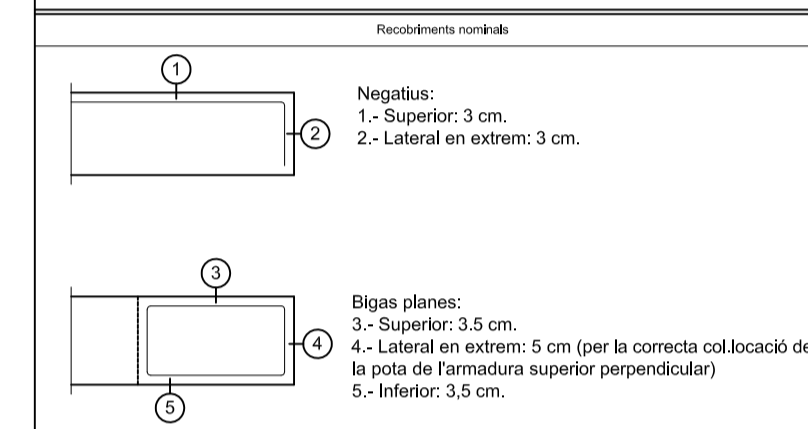 Recobriments nominals
1
Negatius:
1.- Superior: 3 cm.
2
2.- Lateral en extrem: 3 cm.
3
Bigas planes:
3.- Superior: 3.5 cm.
4
4.- Lateral en extrem: 5 cm (per la correcta col.locació de
la pota de l'armadura superior perpendicular)
5.- Inferior: 3,5 cm.
5